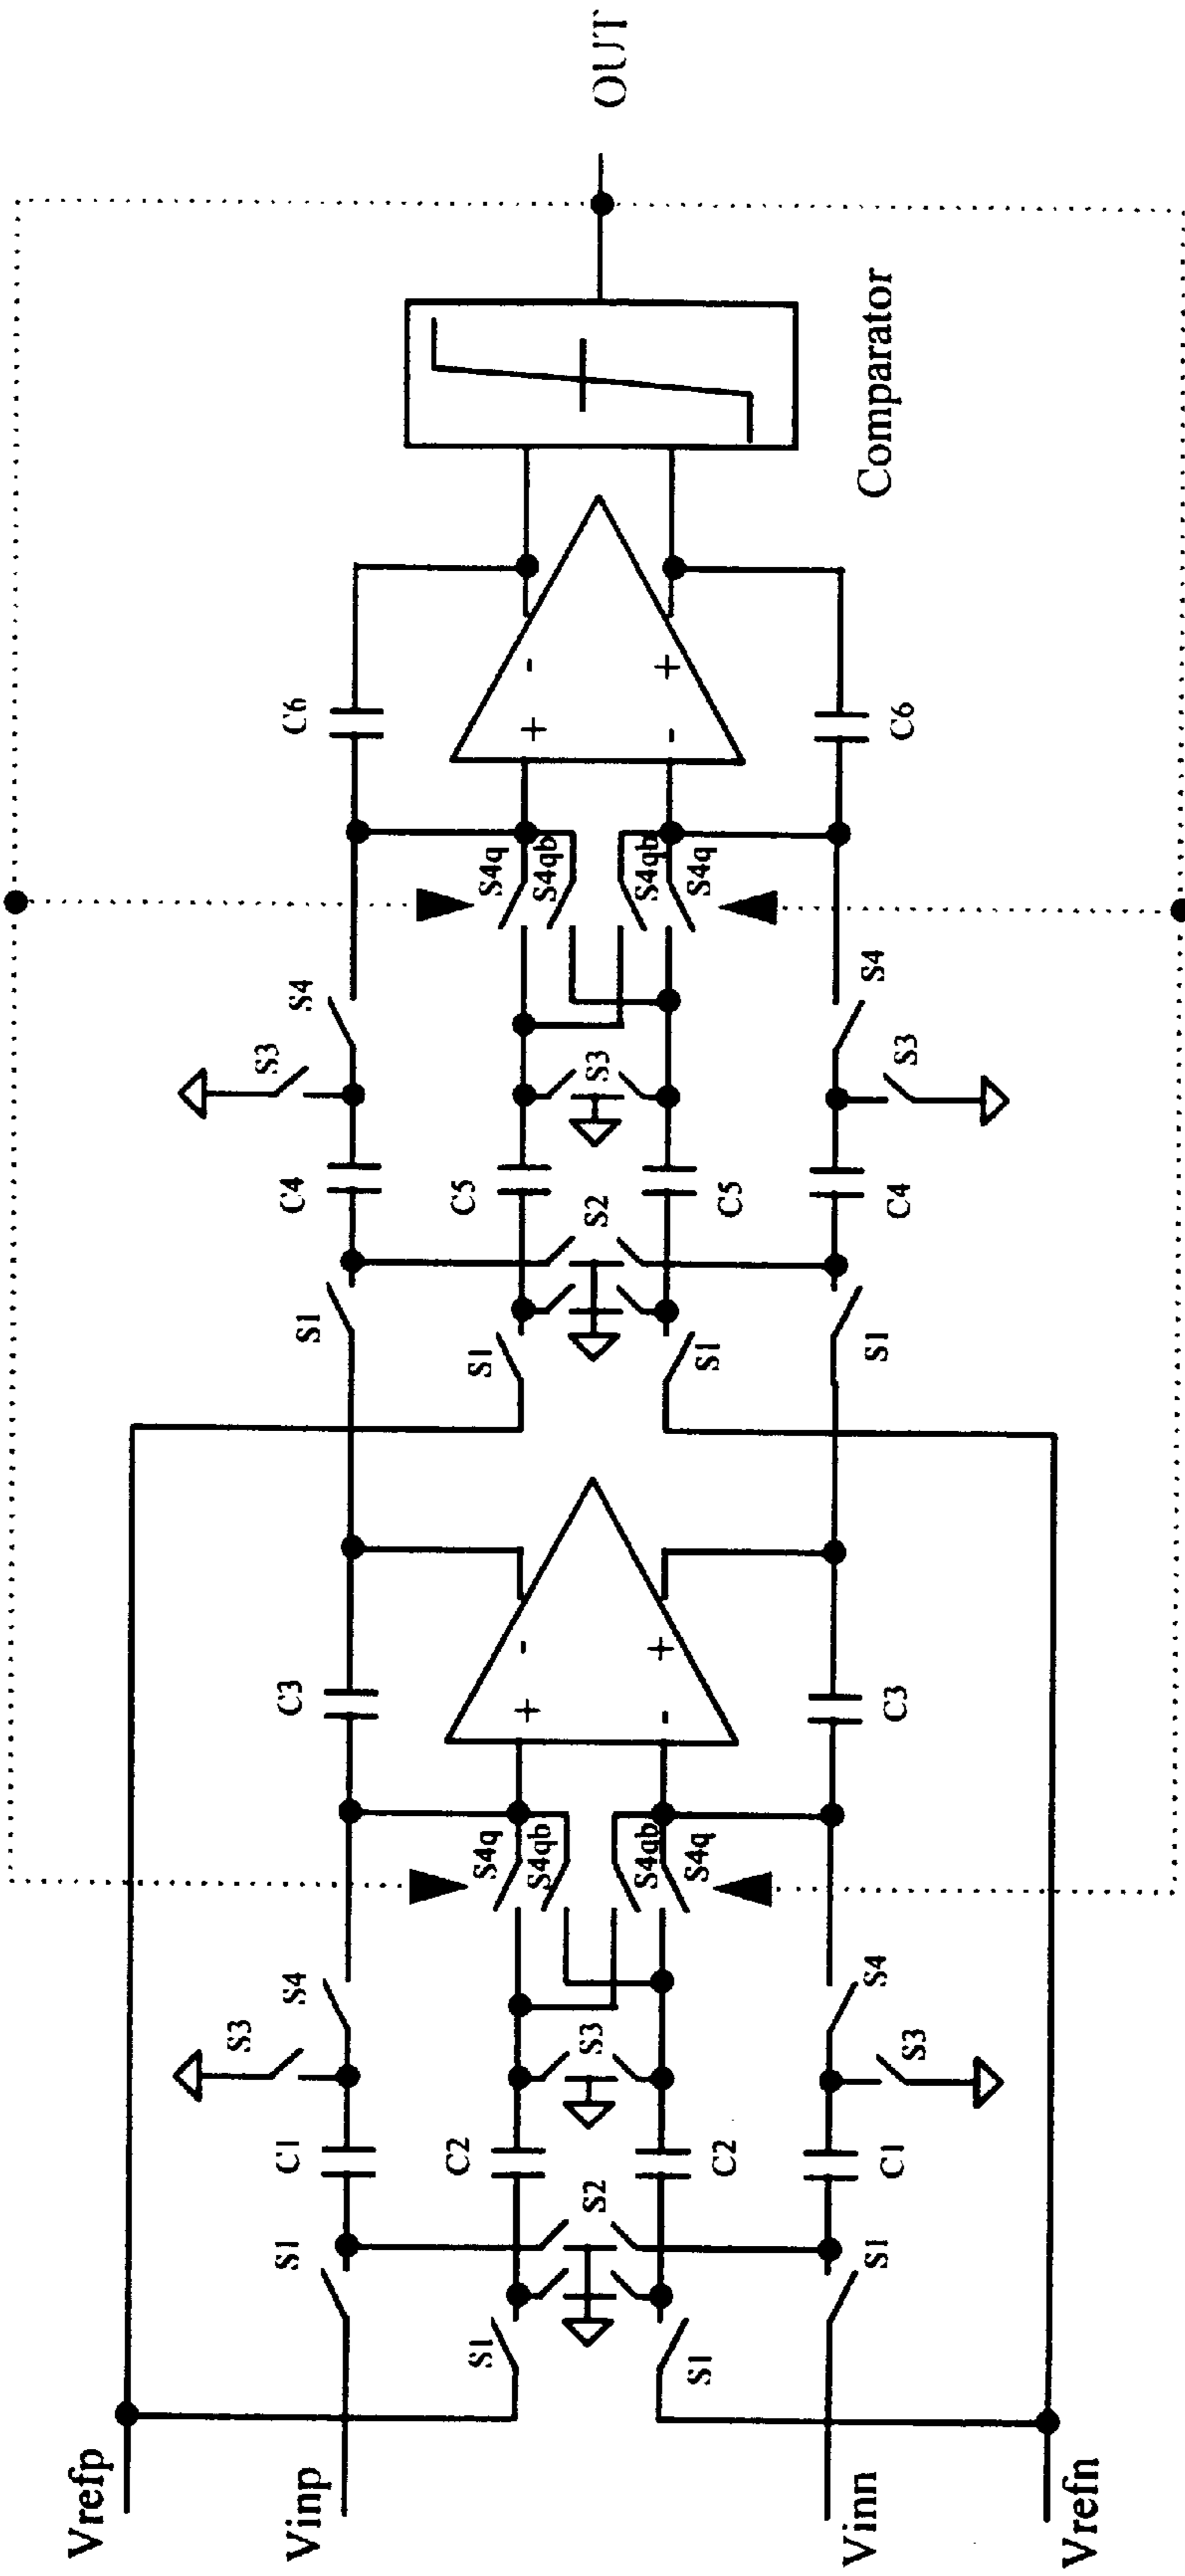 Vrefp
Vinp
Vinn
Vrefn
S1
S1
S1
S1
S2
C1
C2
C2
C1
S3
S3
S3
S4
S4
S4q
S4qb
S4qb
S4q
+
-
-
+
C3
C3
S1
S1
S1
S1
S2
C4
C5
C5
C4
S3
S3
S3
S4
S4
S4q
S4qb
S4qb
S4q
+
-
-
+
C6
C6
Comparator
OUT